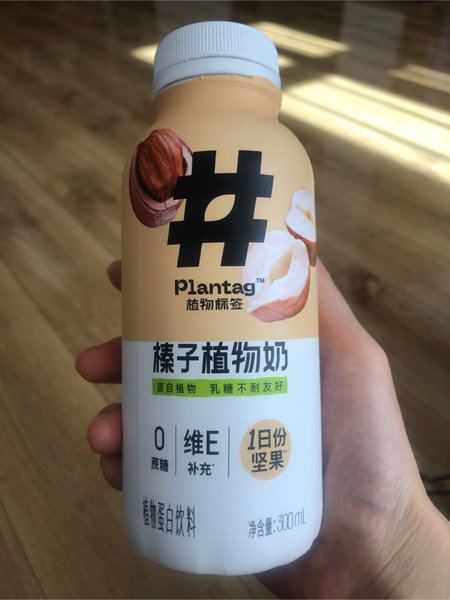 #
Plantag™
植物标签
榛子植物奶
源自植物 乳糖不耐友好
0
蔗糖
维E
补充*
1日份
坚果**
植物蛋白饮料
净含量:300mL